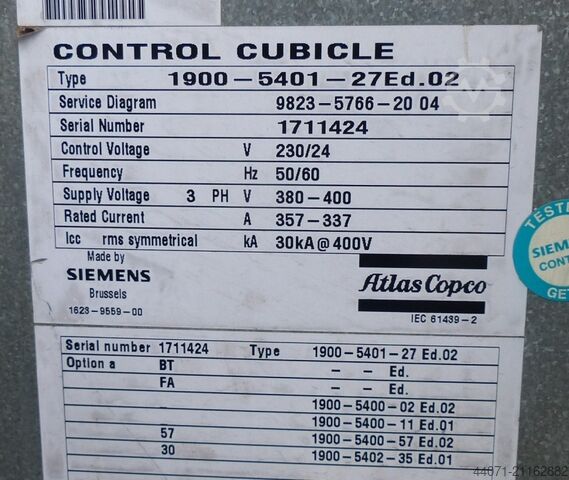 CONTROL CUBICLE
Type 1900-5401-27Ed.02
Service Diagram 9823-5766-20 04
Serial Number 1711424
Control Voltage V 230/24
Frequency Hz 50/60
Supply Voltage 3 PH V 380-400
Rated Current A 357-337
Icc rms symmetrical kA 30kA@400V
Made by
SIEMENS
Brussels
1623-9559-00
Atlas Copco
IEC 61439-2
TESTA
SIEM
CONT
GET
Serial number 1711424 Type 1900-5401-27 Ed.02
Option a BT - - Ed.
FA - - Ed.
- 1900-5400-02 Ed.02
- 1900-5400-11 Ed.01
57 1900-5400-57 Ed.02
30 1900-5402-35 Ed.01
44071-21162882